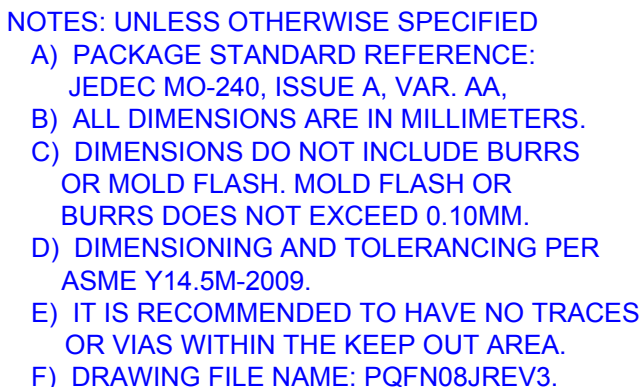 NOTES: UNLESS OTHERWISE SPECIFIED
A) PACKAGE STANDARD REFERENCE:
JEDEC MO-240, ISSUE A, VAR. AA,
B) ALL DIMENSIONS ARE IN MILLIMETERS.
C) DIMENSIONS DO NOT INCLUDE BURRS
OR MOLD FLASH. MOLD FLASH OR
BURRS DOES NOT EXCEED 0.10MM.
D) DIMENSIONING AND TOLERANCING PER
ASME Y14.5M-2009.
E) IT IS RECOMMENDED TO HAVE NO TRACES
OR VIAS WITHIN THE KEEP OUT AREA.
F) DRAWING FILE NAME: PQFN08JREV3.